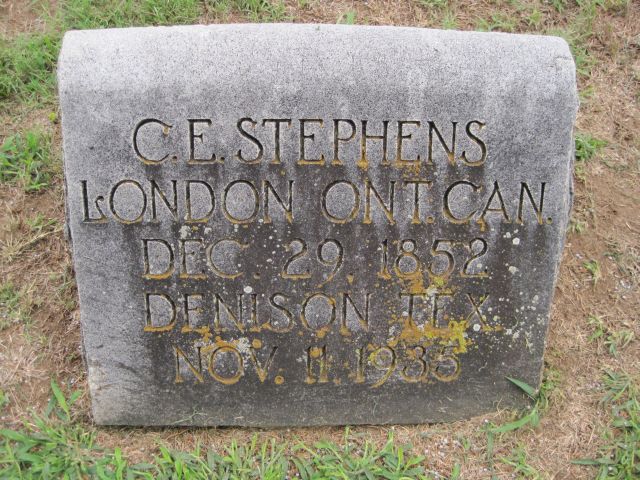 C.E. STEPHENS
LONDON ONT. CAN.
DEC. 29, 1852
DENISON TEX.
NOV. 11, 1935